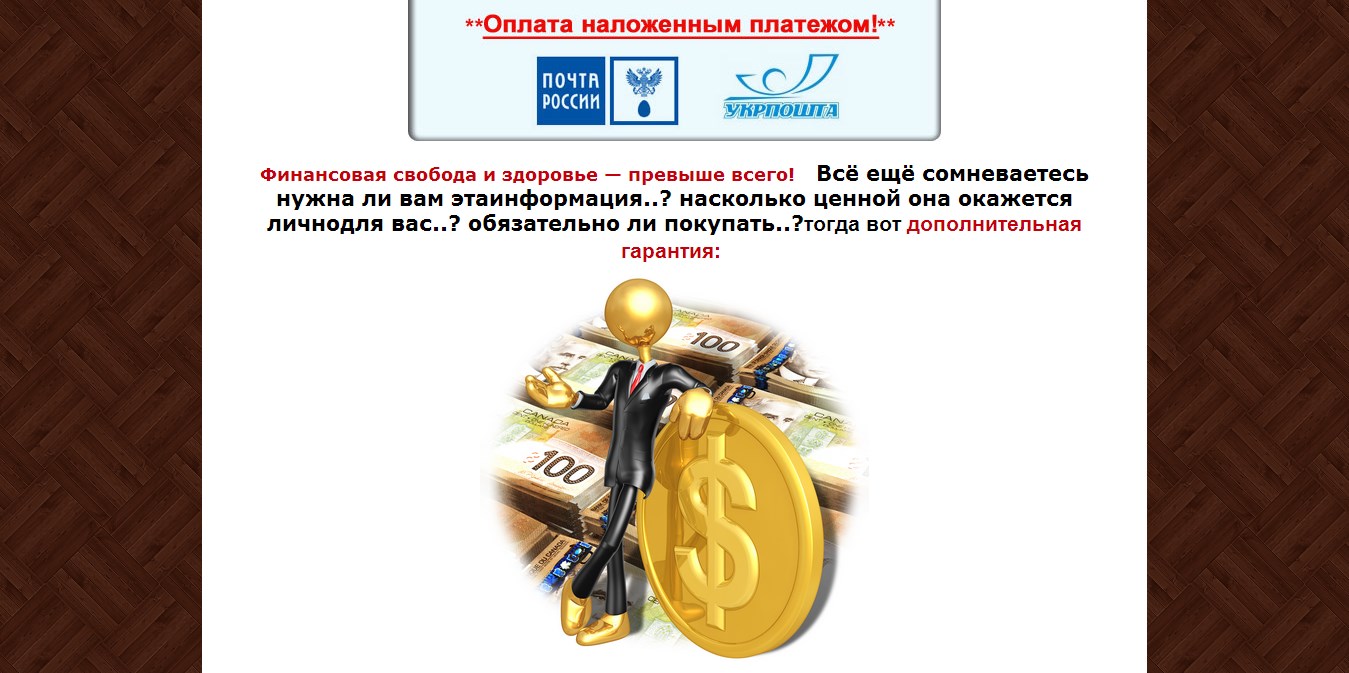 **Оплата наложенным платежом!**
ПОЧТА
РОССИИ
УКРПОШТА
Финансовая свобода и здоровье — превыше всего! Всё ещё сомневаетесь
нужна ли вам этаинформация..? насколько ценной она окажется
личнодля вас..? обязательно ли покупать..?тогда вот дополнительная
гарантия:
CANADA
100
CANADA
100
$